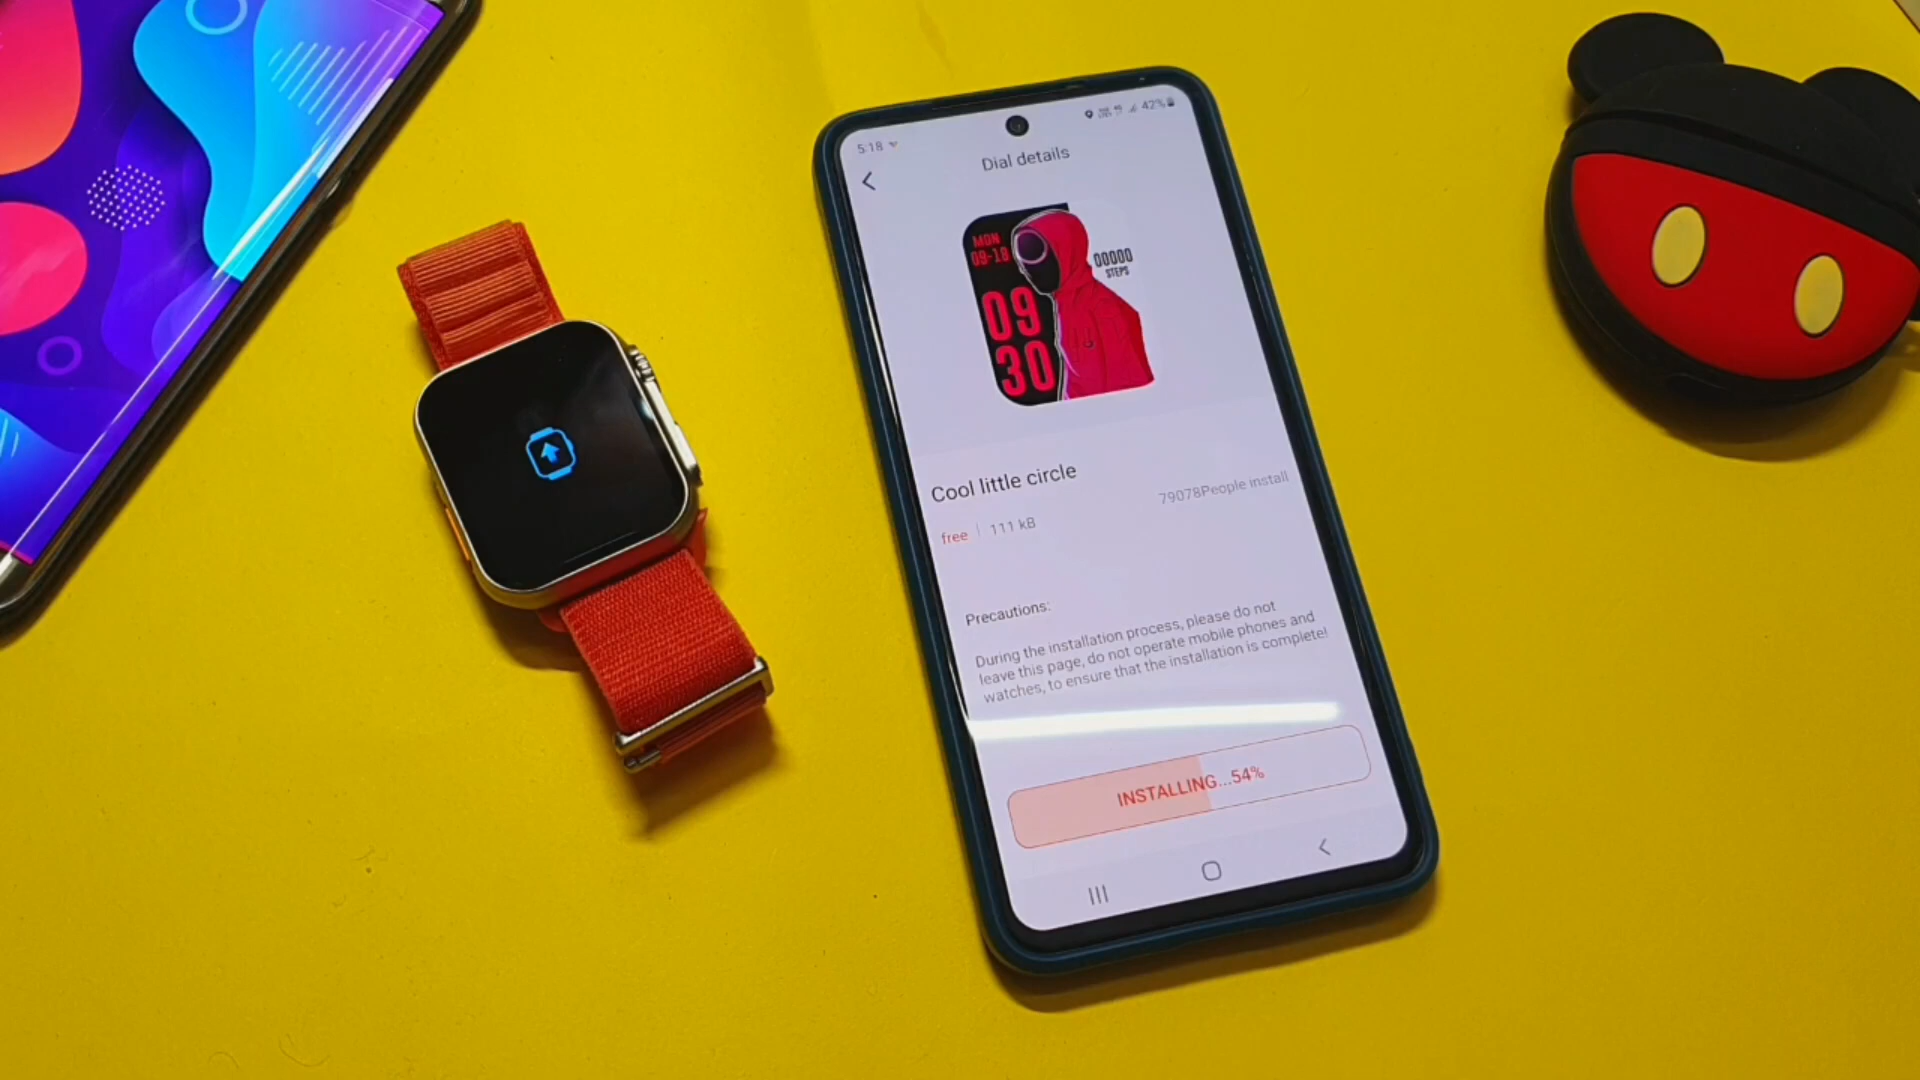 5:18
42%
Dial details
MON
09-18
00000
STEPS
09
30
Cool little circle
79078People install
free | 111 kB
Precautions:
During the installation process, please do not
leave this page, do not operate mobile phones and
watches, to ensure that the installation is complete!
INSTALLING...54%